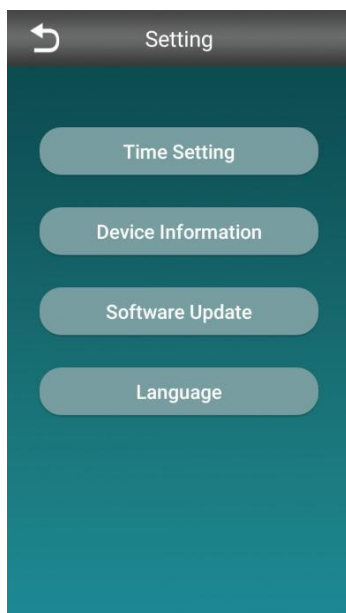 Setting
Time Setting
Device Information
Software Update
Language